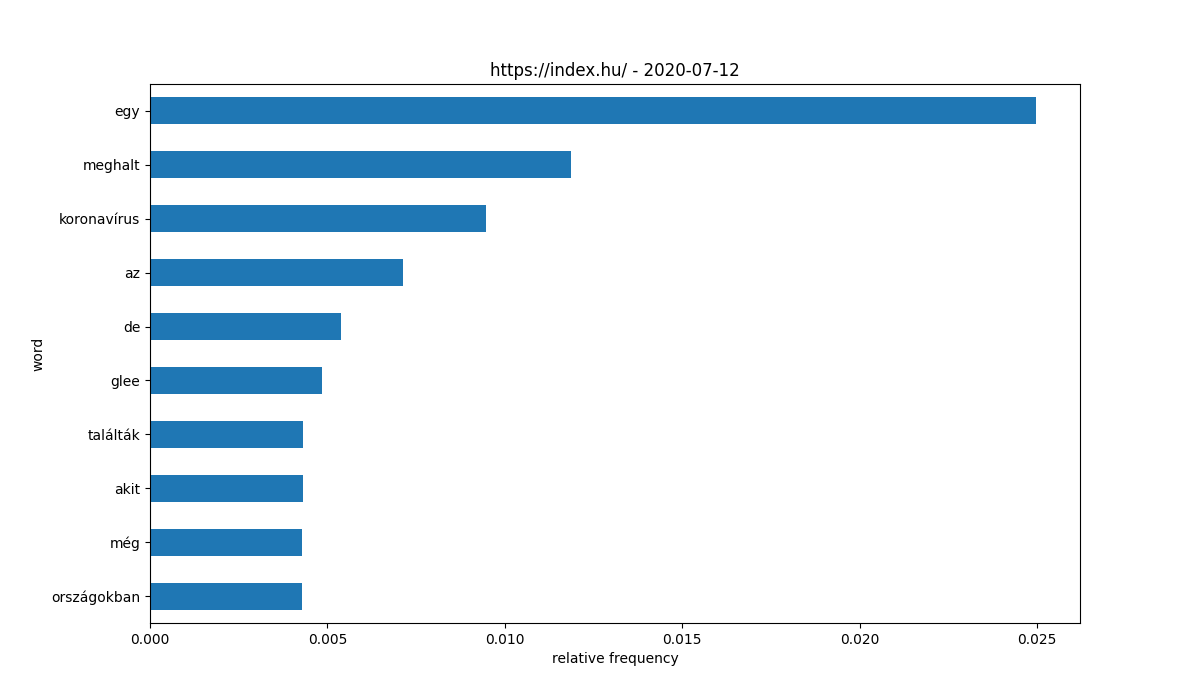 https://index.hu/ - 2020-07-12
egy
meghalt
koronavírus
az
de
glee
találták
akit
még
országokban
word
0.000 0.005 0.010 0.015 0.020 0.025
relative frequency